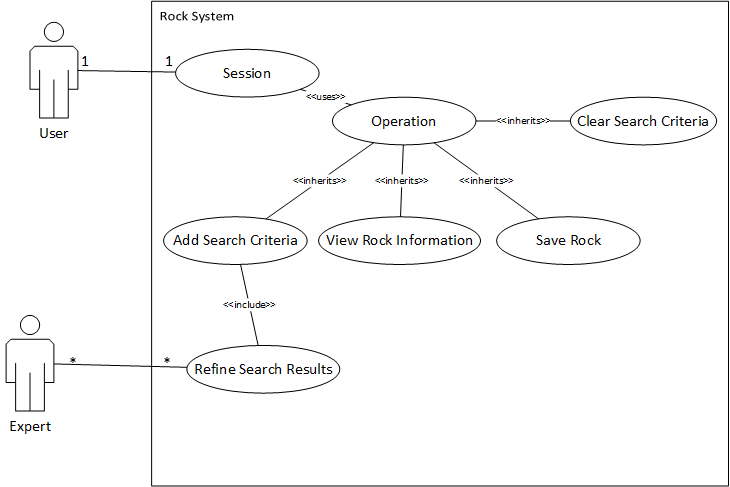 Rock System
1
1
Session
User
<<uses>>
Operation
<<inherits>>
Clear Search Criteria
<<inherits>>
<<inherits>>
<<inherits>>
Add Search Criteria
View Rock Information
Save Rock
<<include>>
*
*
Refine Search Results
Expert